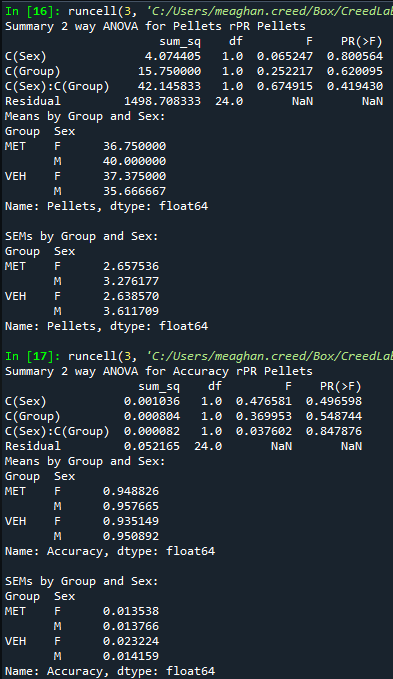 In [16]: runcell(3, 'C:/Users/meaghan.creed/Box/CreedLab
Summary 2 way ANOVA for Pellets rPR Pellets
sum_sq df F PR(>F)
C(Sex) 4.074405 1.0 0.065247 0.800564
C(Group) 15.750000 1.0 0.252217 0.620095
C(Sex):C(Group) 42.145833 1.0 0.674915 0.419430
Residual 1498.708333 24.0 NaN NaN
Means by Group and Sex:
Group Sex
MET F 36.750000
M 40.000000
VEH F 37.375000
M 35.666667
Name: Pellets, dtype: float64
SEMs by Group and Sex:
Group Sex
MET F 2.657536
M 3.276177
VEH F 2.638570
M 3.611709
Name: Pellets, dtype: float64
In [17]: runcell(3, 'C:/Users/meaghan.creed/Box/CreedLab
Summary 2 way ANOVA for Accuracy rPR Pellets
sum_sq df F PR(>F)
C(Sex) 0.001036 1.0 0.476581 0.496598
C(Group) 0.000804 1.0 0.369953 0.548744
C(Sex):C(Group) 0.000082 1.0 0.037602 0.847876
Residual 0.052165 24.0 NaN NaN
Means by Group and Sex:
Group Sex
MET F 0.948826
M 0.957665
VEH F 0.935149
M 0.950892
Name: Accuracy, dtype: float64
SEMs by Group and Sex:
Group Sex
MET F 0.013538
M 0.013766
VEH F 0.023224
M 0.014159
Name: Accuracy, dtype: float64